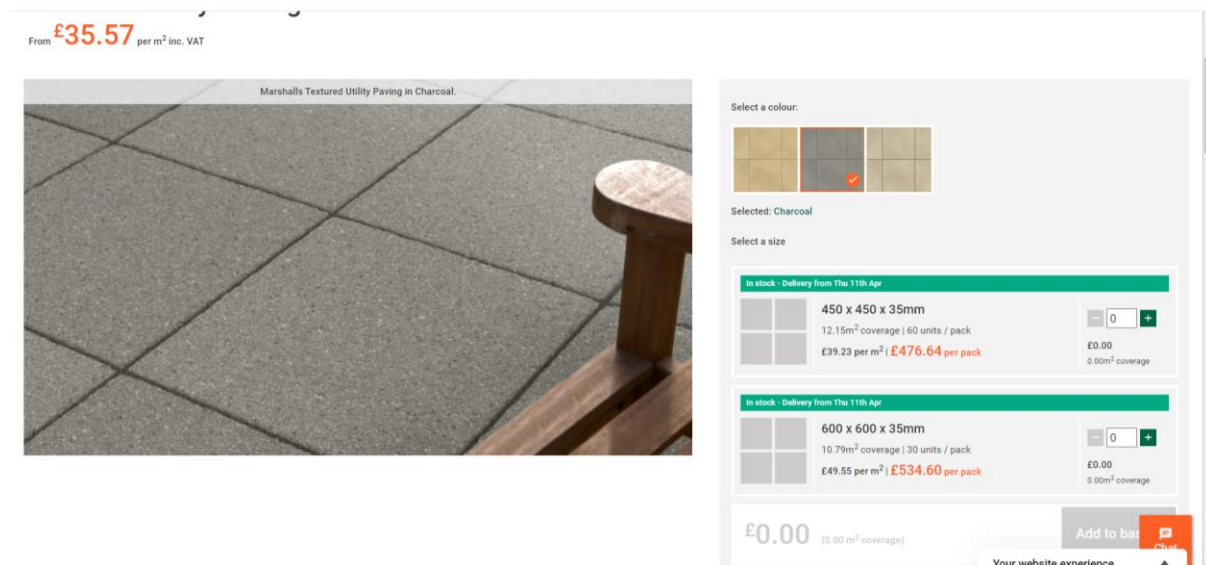 From £35.57 per m² inc. VAT
Marshalls Textured Utility Paving in Charcoal.
Select a colour:
Selected: Charcoal
Select a size
In stock - Delivery from Thu 11th Apr
450 x 450 x 35mm
12.15m² coverage | 60 units / pack
£39.23 per m² | £476.64 per pack
- 0 +
£0.00
0.00m² coverage
In stock - Delivery from Thu 11th Apr
600 x 600 x 35mm
10.79m² coverage | 30 units / pack
£49.55 per m² | £534.60 per pack
- 0 +
£0.00
0.00m² coverage
£0.00 (0.00 m² coverage)
Add to bas
Chat
Your website experience